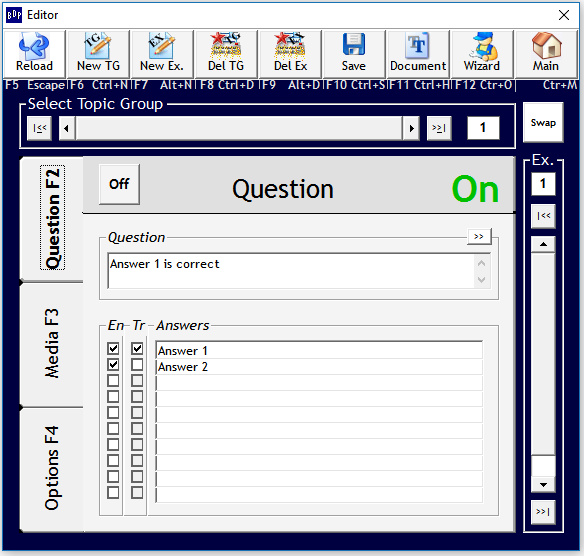 BDP Editor
Reload New TG New Ex. Del TG Del Ex Save Document Wizard Main
F5 Escape F6 Ctrl+N F7 Alt+N F8 Ctrl+D F9 Alt+D F10 Ctrl+S F11 Ctrl+H F12 Ctr+O Ctr+M
Select Topic Group
|<< >>| 1
Swap
Ex.
1
|<<
>>|
Question F2
Media F3
Options F4
Off Question On
Question >>
Answer 1 is correct
En Tr Answers
Answer 1
Answer 2